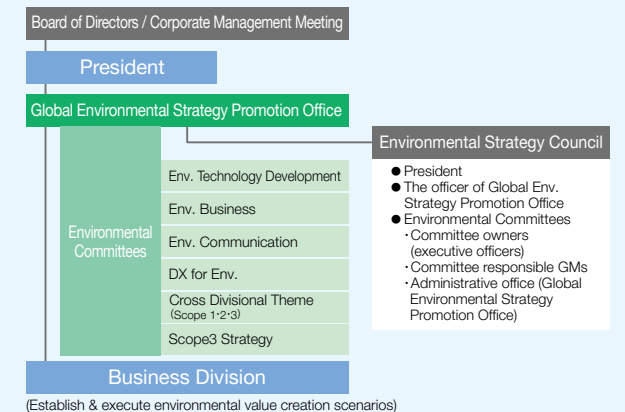 Board of Directors / Corporate Management Meeting
President
Global Environmental Strategy Promotion Office
Environmental
Committees
Env. Technology Development
Env. Business
Env. Communication
DX for Env.
Cross Divisional Theme
(Scope 1･2･3)
Scope3 Strategy
Environmental Strategy Council
● President
● The officer of Global Env.
Strategy Promotion Office
● Environmental Committees
･Committee owners
(executive officers)
･Committee responsible GMs
･Administrative office (Global
Environmental Strategy
Promotion Office)
Business Division
(Establish & execute environmental value creation scenarios)